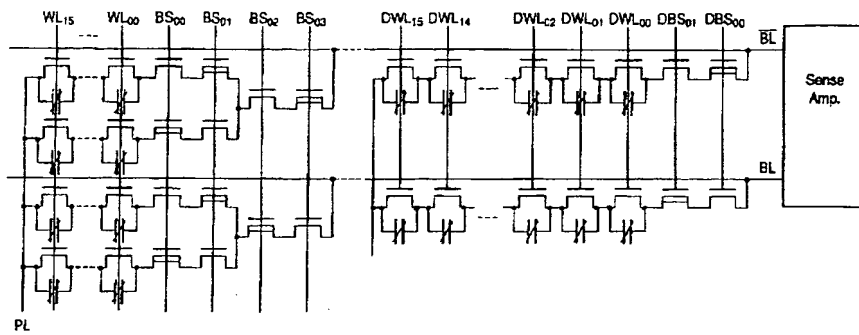 WL15 WL00 BS00 BS01 BS02 BS03 DWL15 DWL14 DWL02 DWL01 DWL00 DBS01 DBS00
BL
Sense
Amp.
BL
PL